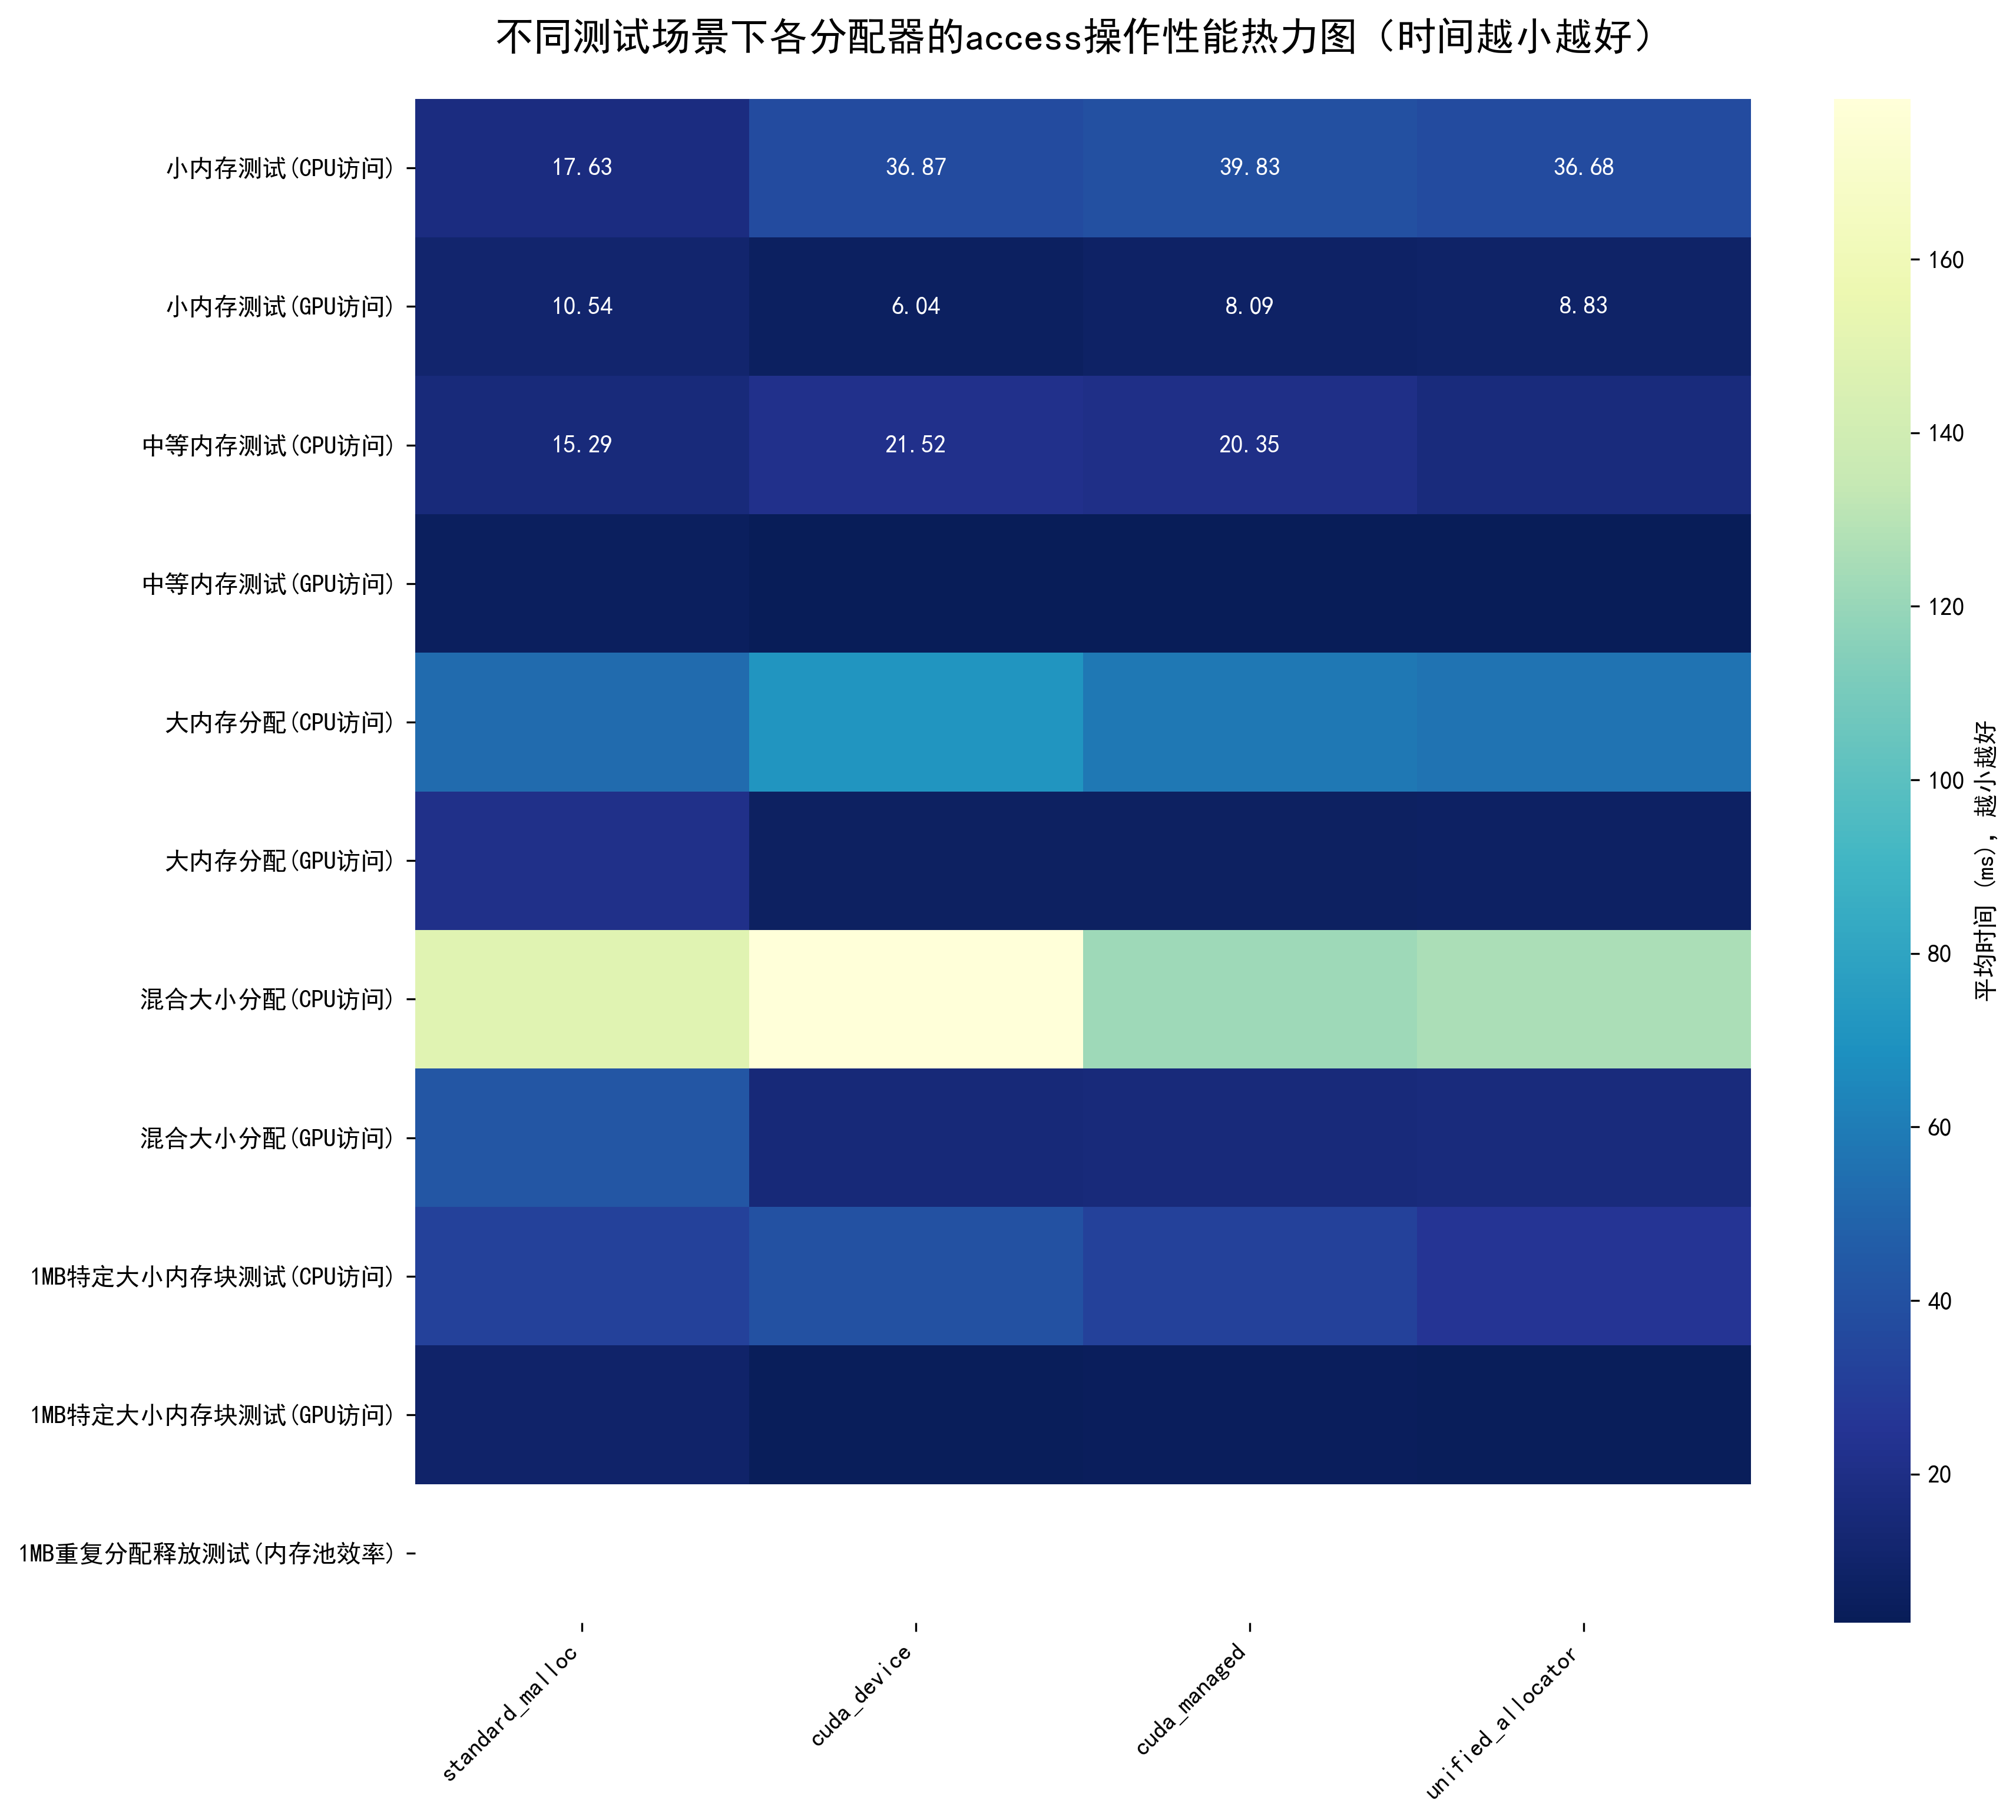 不同测试场景下各分配器的access操作性能热力图（时间越小越好）
小内存测试(CPU访问) 17.63 36.87 39.83 36.68
小内存测试(GPU访问) 10.54 6.04 8.09 8.83
中等内存测试(CPU访问) 15.29 21.52 20.35
中等内存测试(GPU访问)
大内存分配(CPU访问)
大内存分配(GPU访问)
混合大小分配(CPU访问)
混合大小分配(GPU访问)
1MB特定大小内存块测试(CPU访问)
1MB特定大小内存块测试(GPU访问)
1MB重复分配释放测试(内存池效率)
standard_malloc
cuda_device
cuda_managed
unified_allocator
160
140
120
100
80
60
40
20
平均时间 (ms)，越小越好